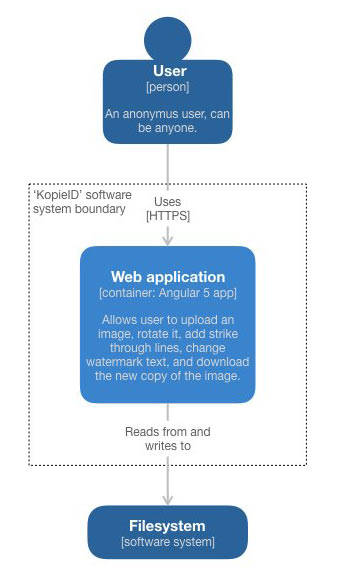 User
[person]
An anonymus user, can
be anyone.
'KopieID' software
system boundary
Uses
[HTTPS]
Web application
[container: Angular 5 app]
Allows user to upload an
image, rotate it, add strike
through lines, change
watermark text, and download
the new copy of the image.
Reads from and
writes to
Filesystem
[software system]